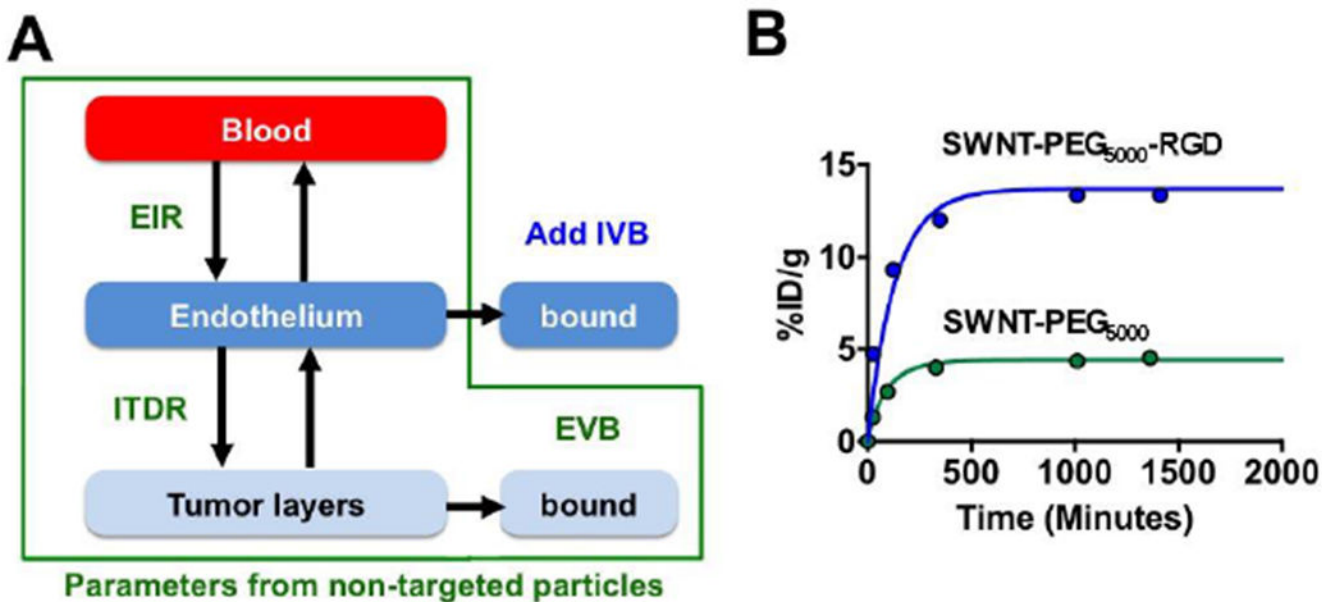 A
Blood
EIR
Add IVB
Endothelium
bound
ITDR
EVB
Tumor layers
bound
Parameters from non-targeted particles
B
SWNT-PEG5000-RGD
15
10
%ID/g
SWNT-PEG5000
5
0
0 500 1000 1500 2000
Time (Minutes)